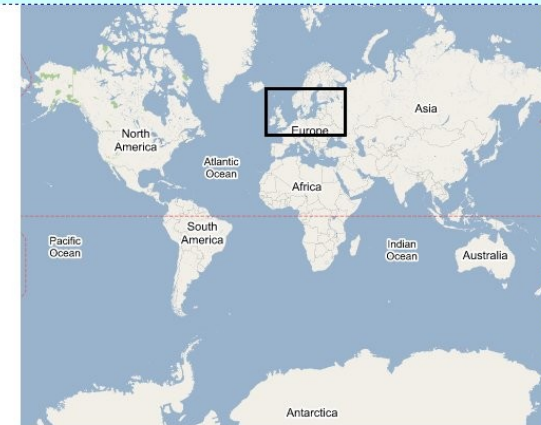 Asia
North
America
Europe
Atlantic
Ocean
Africa
South
America
Pacific
Ocean
Indian
Ocean
Australia
Antarctica